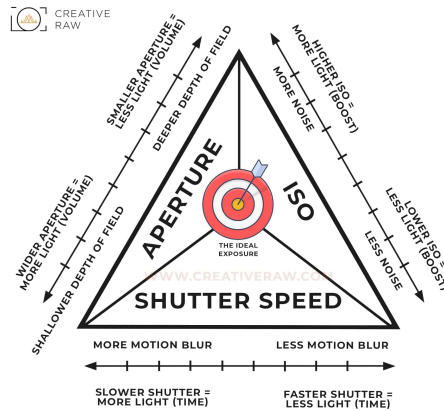 CREATIVE
RAW
SMALLER APERTURE =
LESS LIGHT (VOLUME)
DEEPER DEPTH OF FIELD
HIGHER ISO =
MORE LIGHT (BOOST)
MORE NOISE
APERTURE
ISO
WIDER APERTURE =
MORE LIGHT (VOLUME)
SHALLOWER DEPTH OF FIELD
LOWER ISO =
LESS LIGHT (BOOST)
LESS NOISE
THE IDEAL
EXPOSURE
WWW.CREATIVERAW.COM
SHUTTER SPEED
MORE MOTION BLUR
LESS MOTION BLUR
SLOWER SHUTTER =
MORE LIGHT (TIME)
FASTER SHUTTER =
LESS LIGHT (TIME)